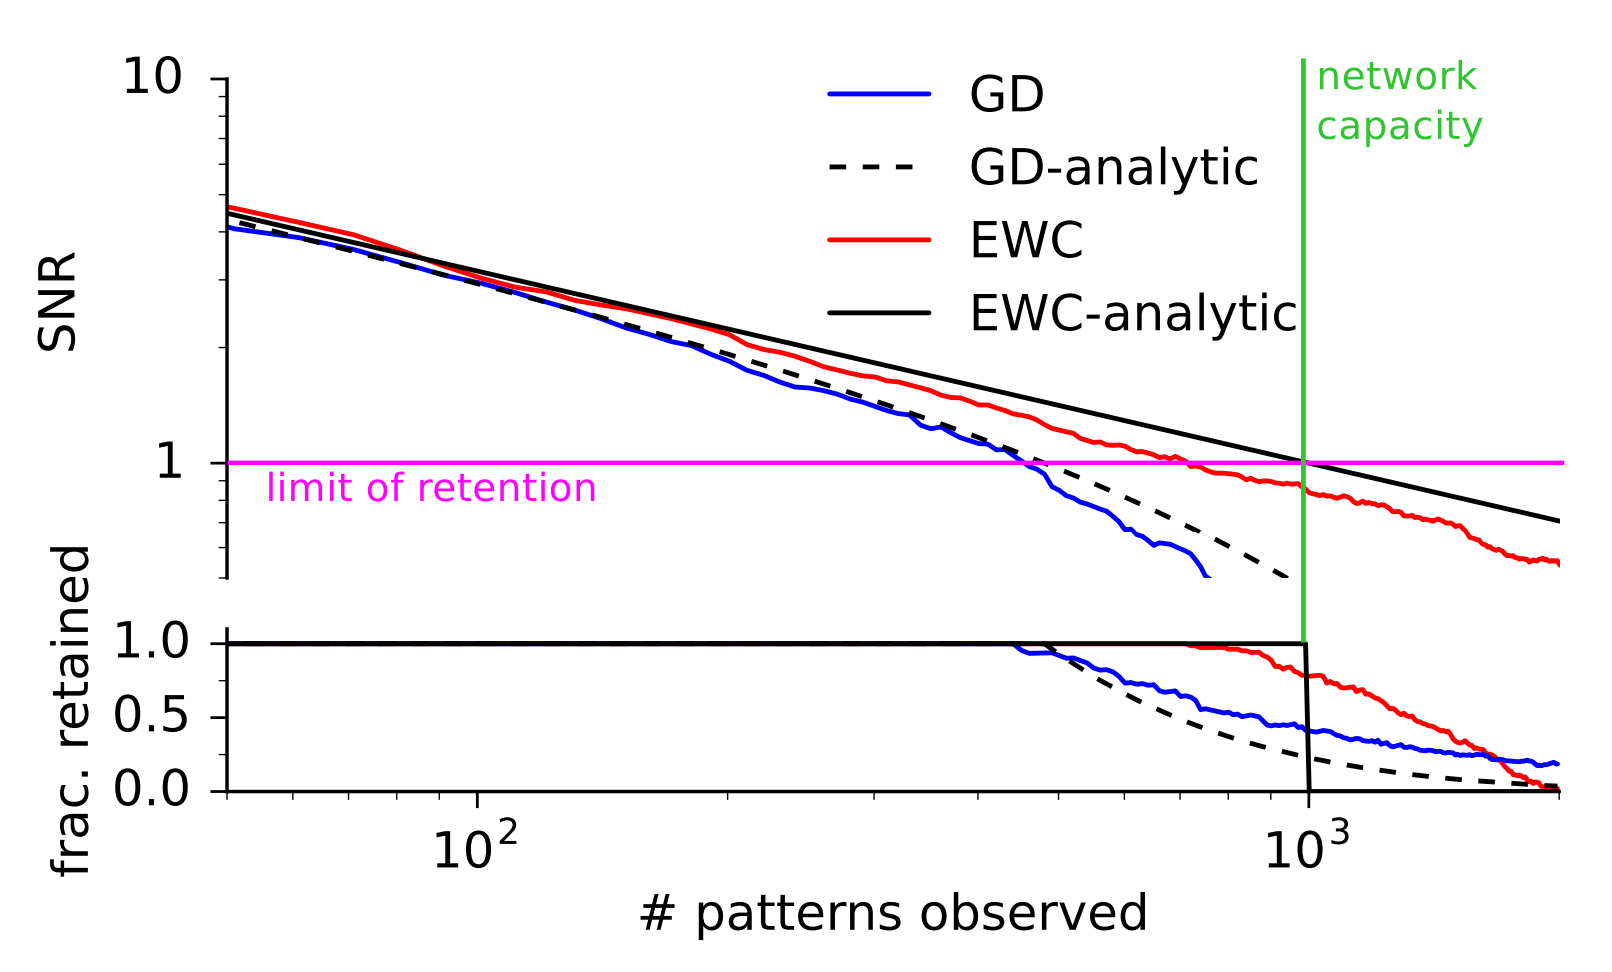 10
1
SNR
GD
GD-analytic
EWC
EWC-analytic
network
capacity
limit of retention
frac. retained
1.0
0.5
0.0
10²
10³
# patterns observed